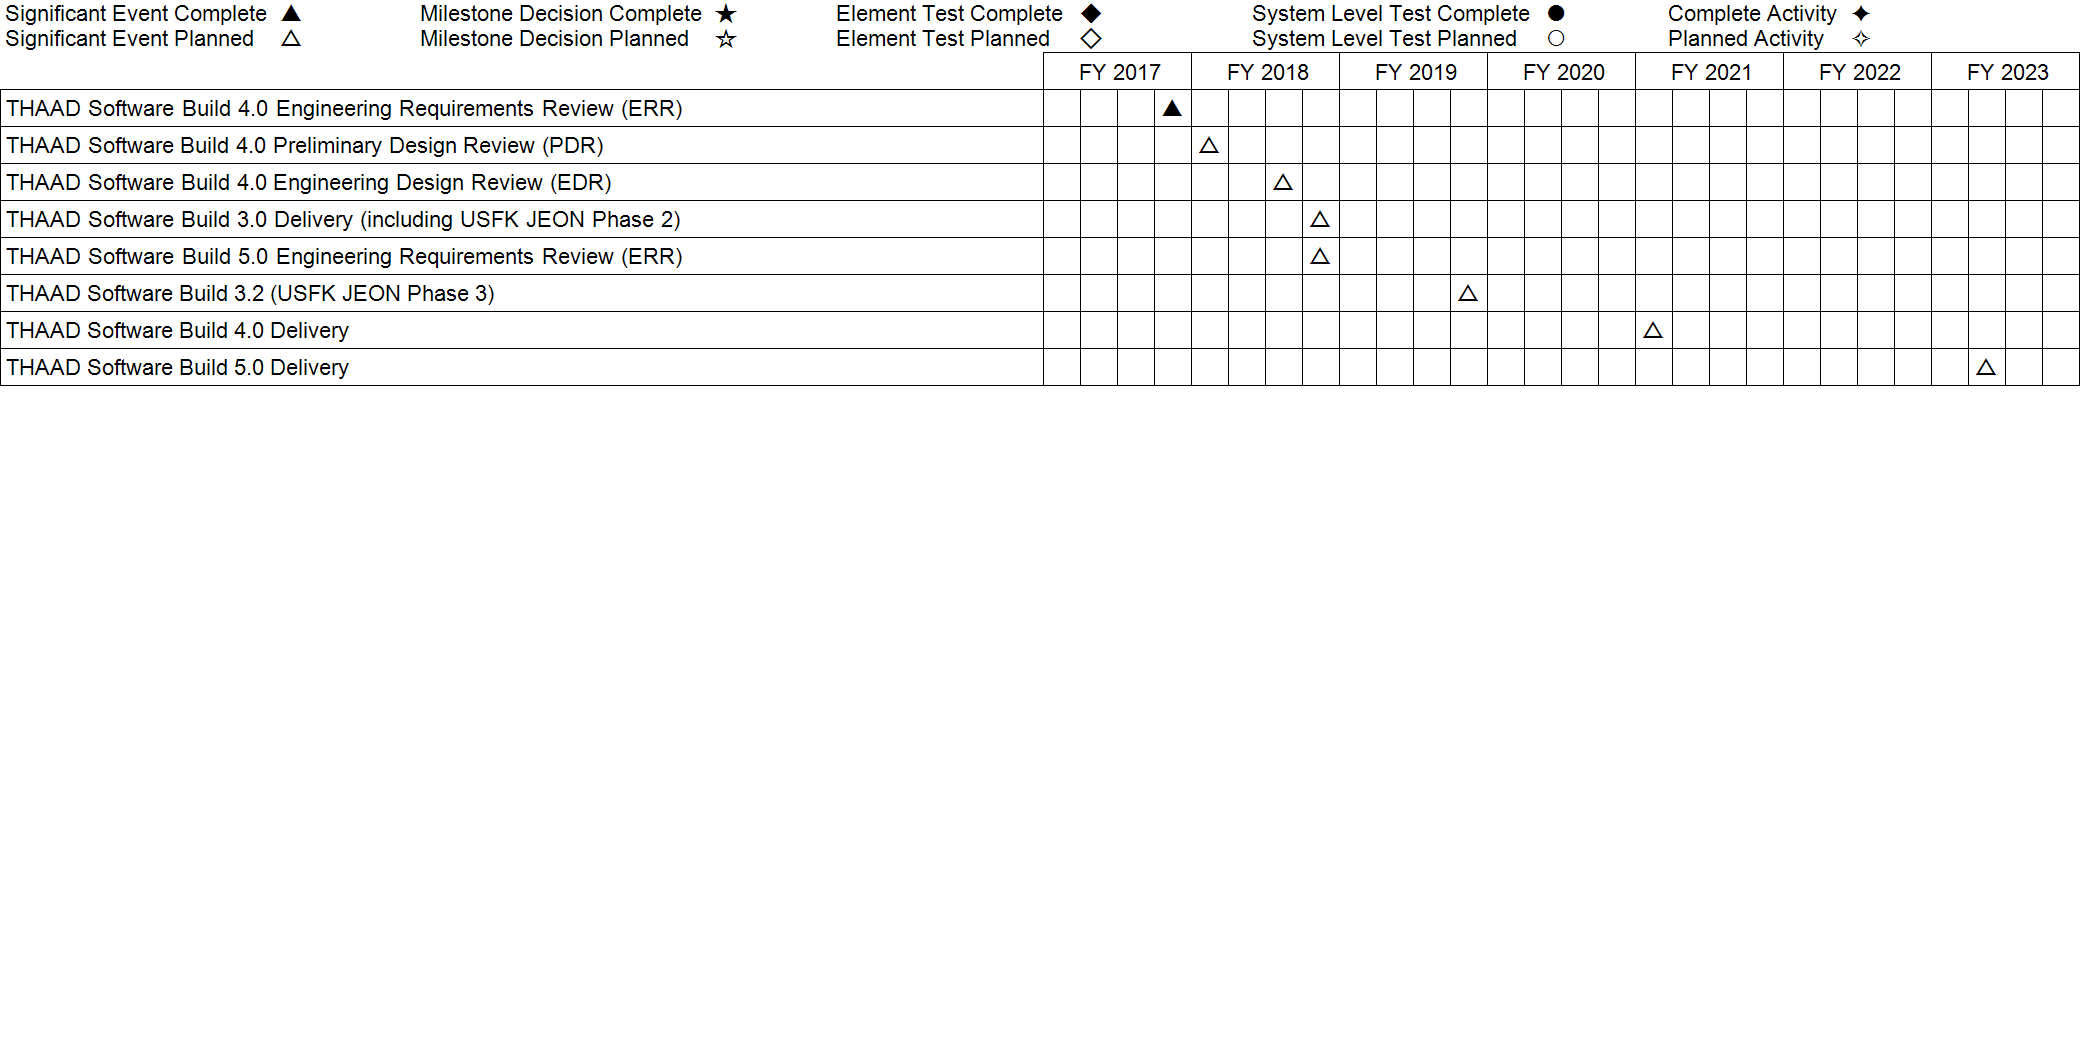 Significant Event Complete ▲ Milestone Decision Complete ★ Element Test Complete ◆ System Level Test Complete ● Complete Activity ✦
Significant Event Planned △ Milestone Decision Planned ☆ Element Test Planned ◇ System Level Test Planned ○ Planned Activity ✧
FY 2017 FY 2018 FY 2019 FY 2020 FY 2021 FY 2022 FY 2023
THAAD Software Build 4.0 Engineering Requirements Review (ERR) ▲
THAAD Software Build 4.0 Preliminary Design Review (PDR) △
THAAD Software Build 4.0 Engineering Design Review (EDR) △
THAAD Software Build 3.0 Delivery (including USFK JEON Phase 2) △
THAAD Software Build 5.0 Engineering Requirements Review (ERR) △
THAAD Software Build 3.2 (USFK JEON Phase 3) △
THAAD Software Build 4.0 Delivery △
THAAD Software Build 5.0 Delivery △